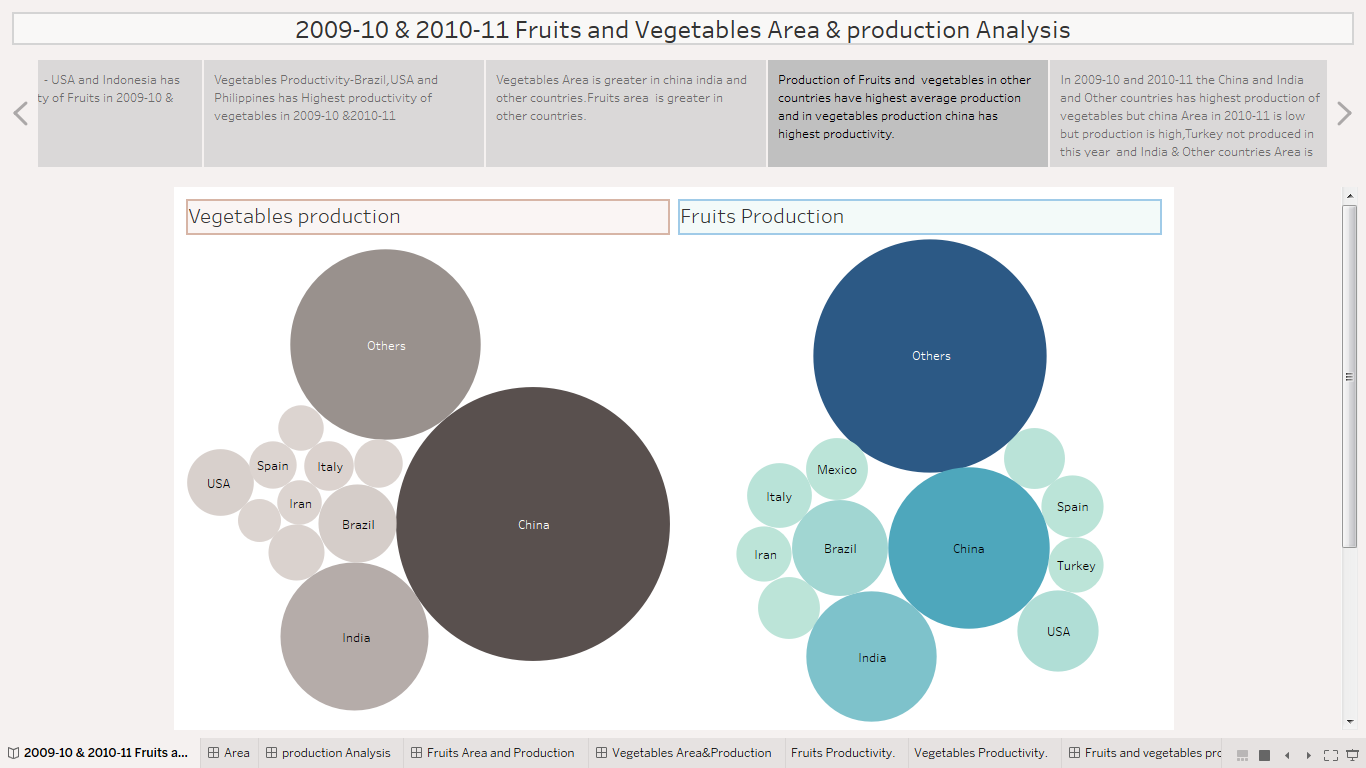 2009-10 & 2010-11 Fruits and Vegetables Area & production Analysis
- USA and Indonesia has
ty of Fruits in 2009-10 &
Vegetables Productivity-Brazil,USA and
Philippines has Highest productivity of
vegetables in 2009-10 &2010-11
Vegetables Area is greater in china india and
other countries.Fruits area  is greater in
other countries.
Production of Fruits and  vegetables in other
countries have highest average production
and in vegetables production china has
highest productivity.
In 2009-10 and 2010-11 the China and India
and Other countries has highest production of
vegetables but china Area in 2010-11 is low
but production is high,Turkey not produced in
this year  and India & Other countries Area is
Vegetables production
Fruits Production
Others
USA
Spain
Italy
Iran
Brazil
China
India
Others
Mexico
Italy
Iran
Brazil
China
Spain
Turkey
USA
India
2009-10 & 2010-11 Fruits a...
Area
production Analysis
Fruits Area and Production
Vegetables Area&Production
Fruits Productivity.
Vegetables Productivity.
Fruits and vegetables pro